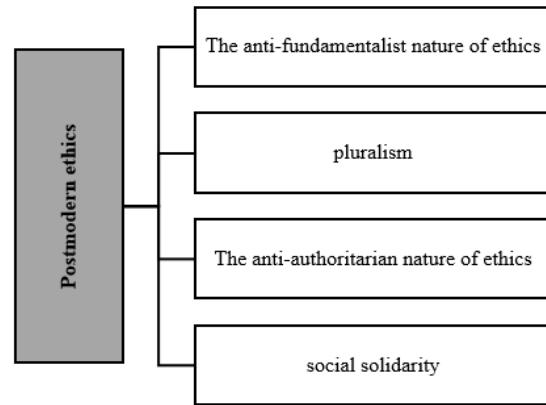 Postmodern ethics
The anti-fundamentalist nature of ethics
pluralism
The anti-authoritarian nature of ethics
social solidarity